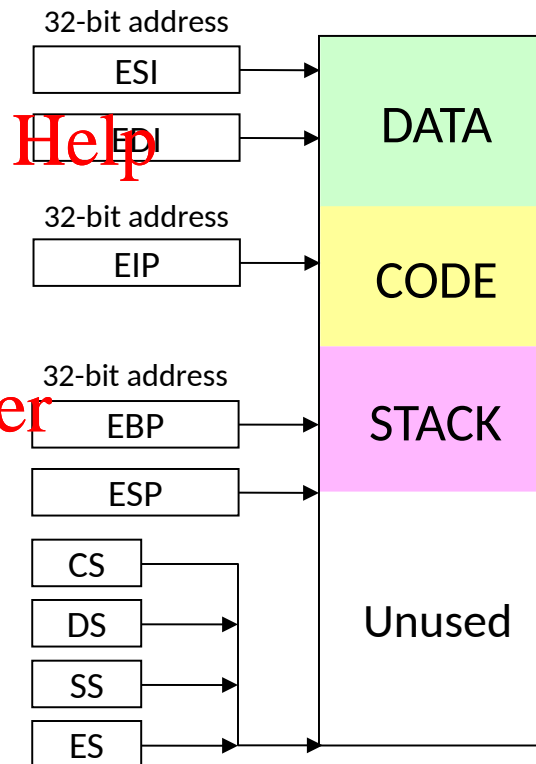 32-bit address
ESI
DATA
Help
EDI
32-bit address
EIP
CODE
32-bit address
er
EBP
STACK
ESP
CS
DS
Unused
SS
ES